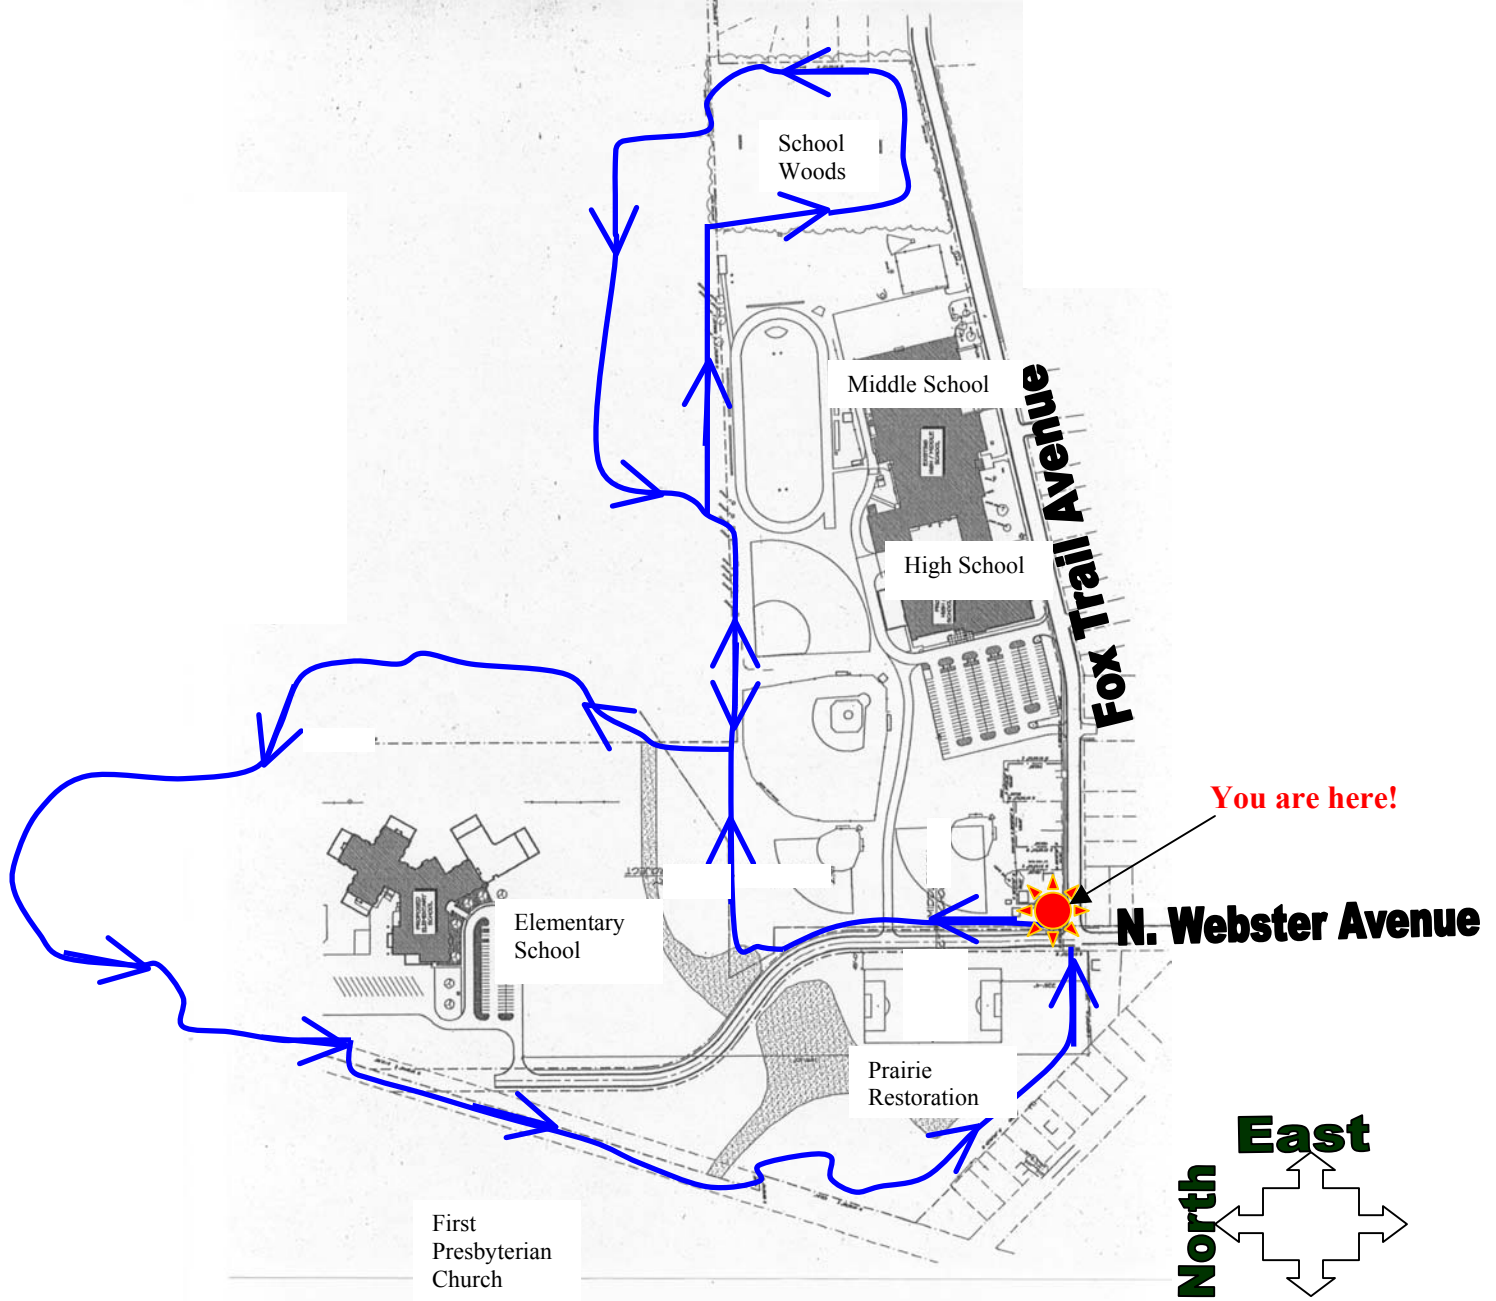 School
Woods
Middle School
Fox Trail Avenue
High School
You are here!
N. Webster Avenue
Elementary
School
Prairie
Restoration
East
North
First
Presbyterian
Church